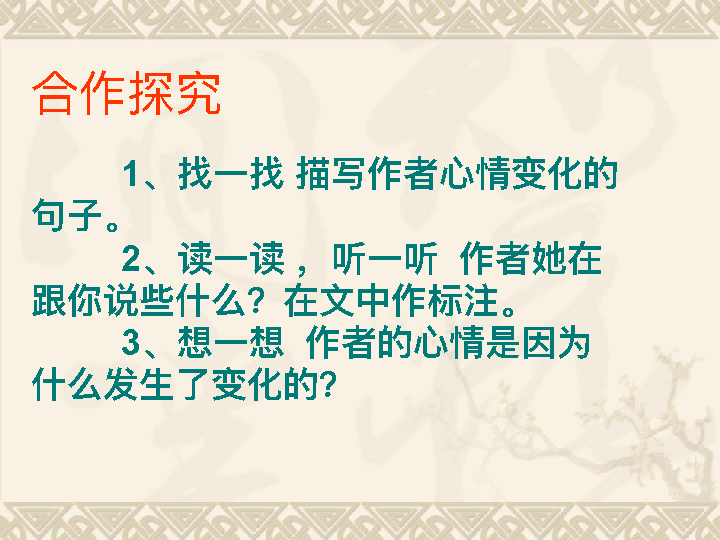 合作探究
1、找一找 描写作者心情变化的
句子。
2、读一读 ，听一听 作者她在
跟你说些什么？在文中作标注。
3、想一想 作者的心情是因为
什么发生了变化的？